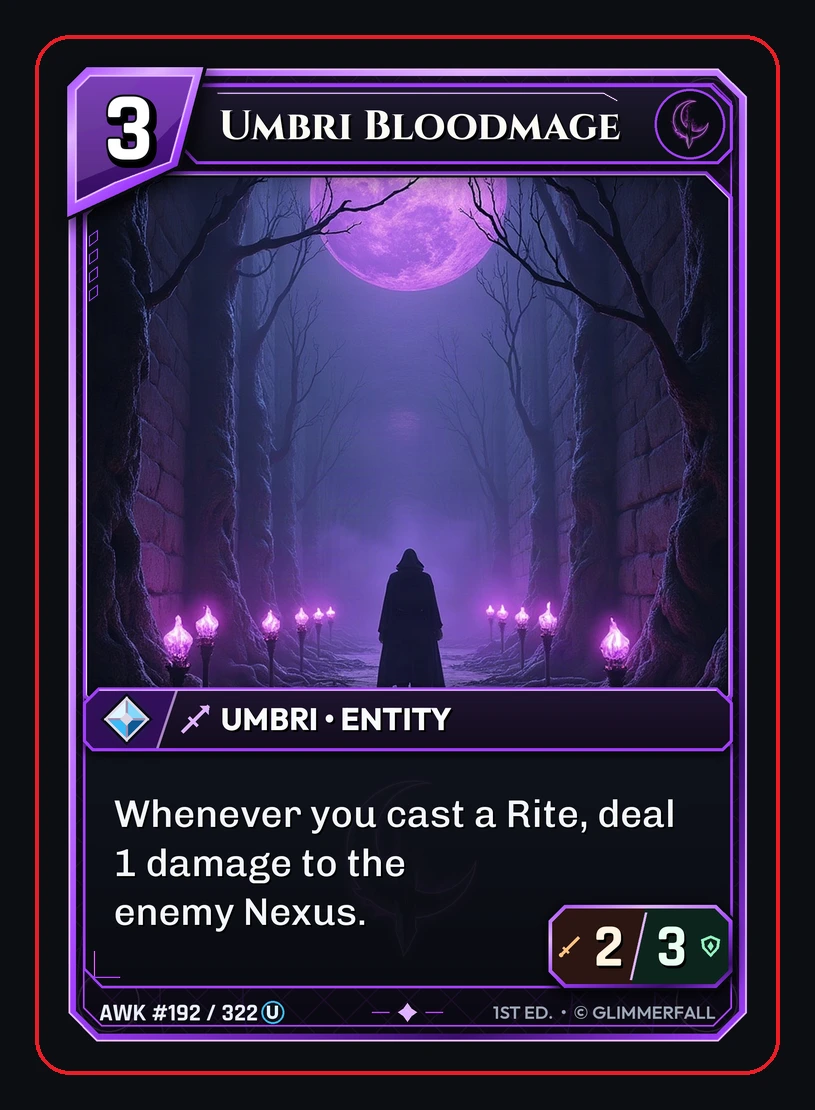 3
UMBRI BLOODMAGE
UMBRI • ENTITY
Whenever you cast a Rite, deal
1 damage to the
enemy Nexus.
2 / 3
AWK #192 / 322 U
1ST ED. • © GLIMMERFALL